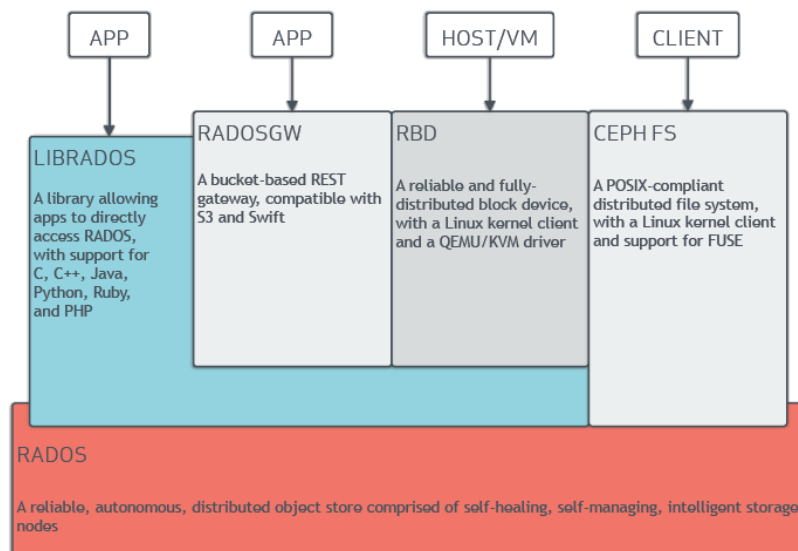 APP
APP
HOST/VM
CLIENT
LIBRADOS
A library allowing
apps to directly
access RADOS,
with support for
C, C++, Java,
Python, Ruby,
and PHP
RADOSGW
A bucket-based REST
gateway, compatible with
S3 and Swift
RBD
A reliable and fully-
distributed block device,
with a Linux kernel client
and a QEMU/KVM driver
CEPH FS
A POSIX-compliant
distributed file system,
with a Linux kernel client
and support for FUSE
RADOS
A reliable, autonomous, distributed object store comprised of self-healing, self-managing, intelligent storage
nodes